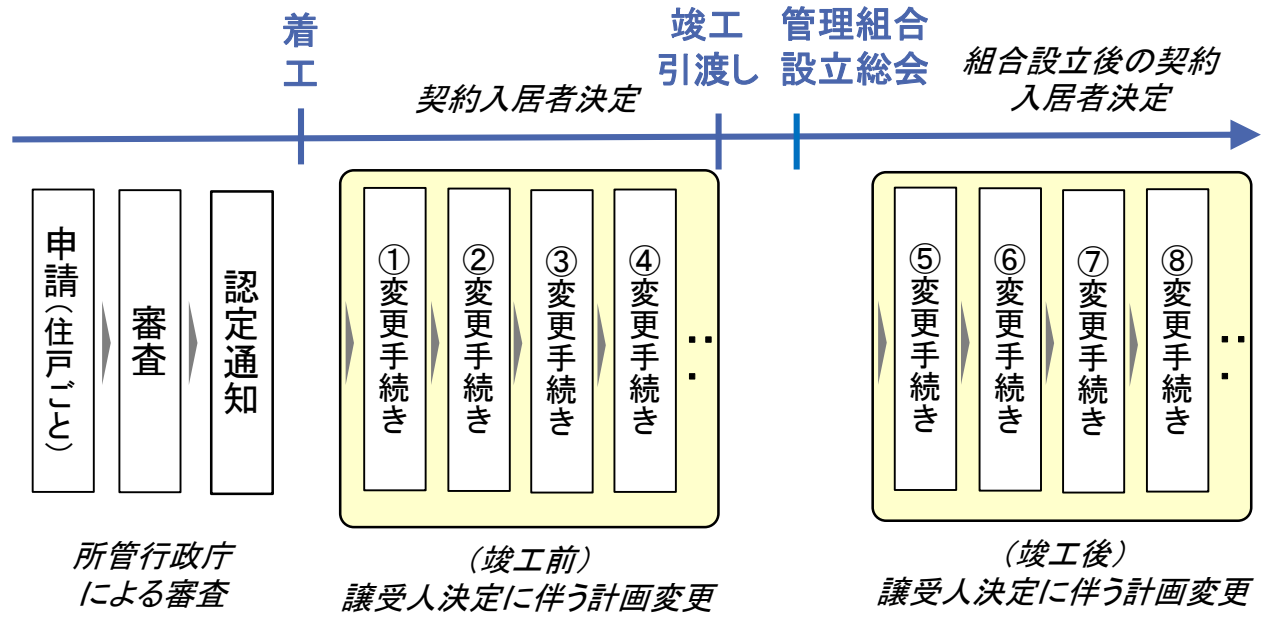 着
工
契約入居者決定
竣工
引渡し
管理組合
設立総会
組合設立後の契約
入居者決定
申請(住戸ごと)
審査
認定通知
①変更手続き
②変更手続き
③変更手続き
④変更手続き
‥
.
⑤変更手続き
⑥変更手続き
⑦変更手続き
⑧変更手続き
‥
.
所管行政庁
による審査
(竣工前)
譲受人決定に伴う計画変更
(竣工後)
譲受人決定に伴う計画変更